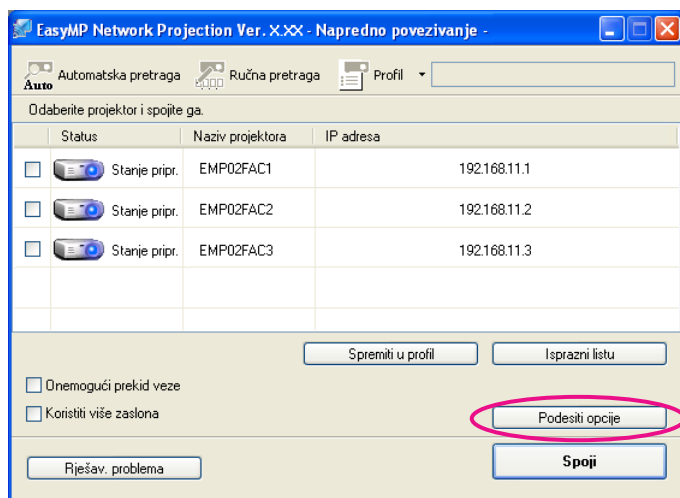 EasyMP Network Projection Ver. X.XX - Napredno povezivanje -
Auto Automatska pretraga Ručna pretraga Profil
Odaberite projektor i spojite ga.
Status Naziv projektora IP adresa
Stanje pripr. EMP02FAC1 192.168.11.1
Stanje pripr. EMP02FAC2 192.168.11.2
Stanje pripr. EMP02FAC3 192.168.11.3
Spremiti u profil Isprazni listu
Onemogući prekid veze
Koristiti više zaslona
Podesiti opcije
Rješav. problema Spoji